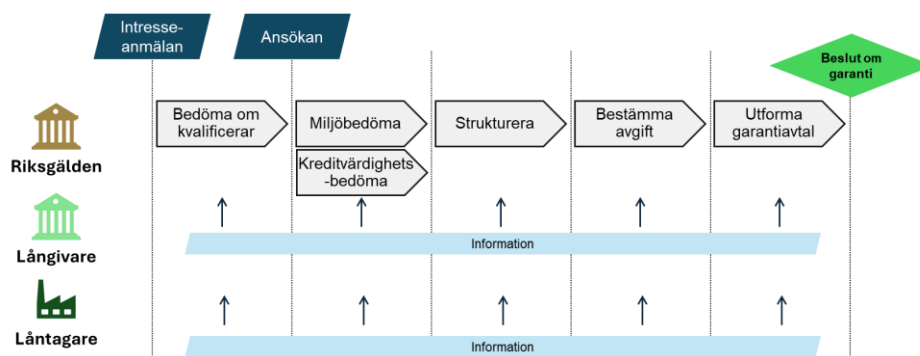 Intresse-
anmälan
Ansökan
Beslut om
garanti
Riksgälden
Bedöma om
kvalificerar
Miljöbedöma
Kreditvärdighets
-bedöma
Strukturera
Bestämma
avgift
Utforma
garantiavtal
Långivare
Information
Låntagare
Information